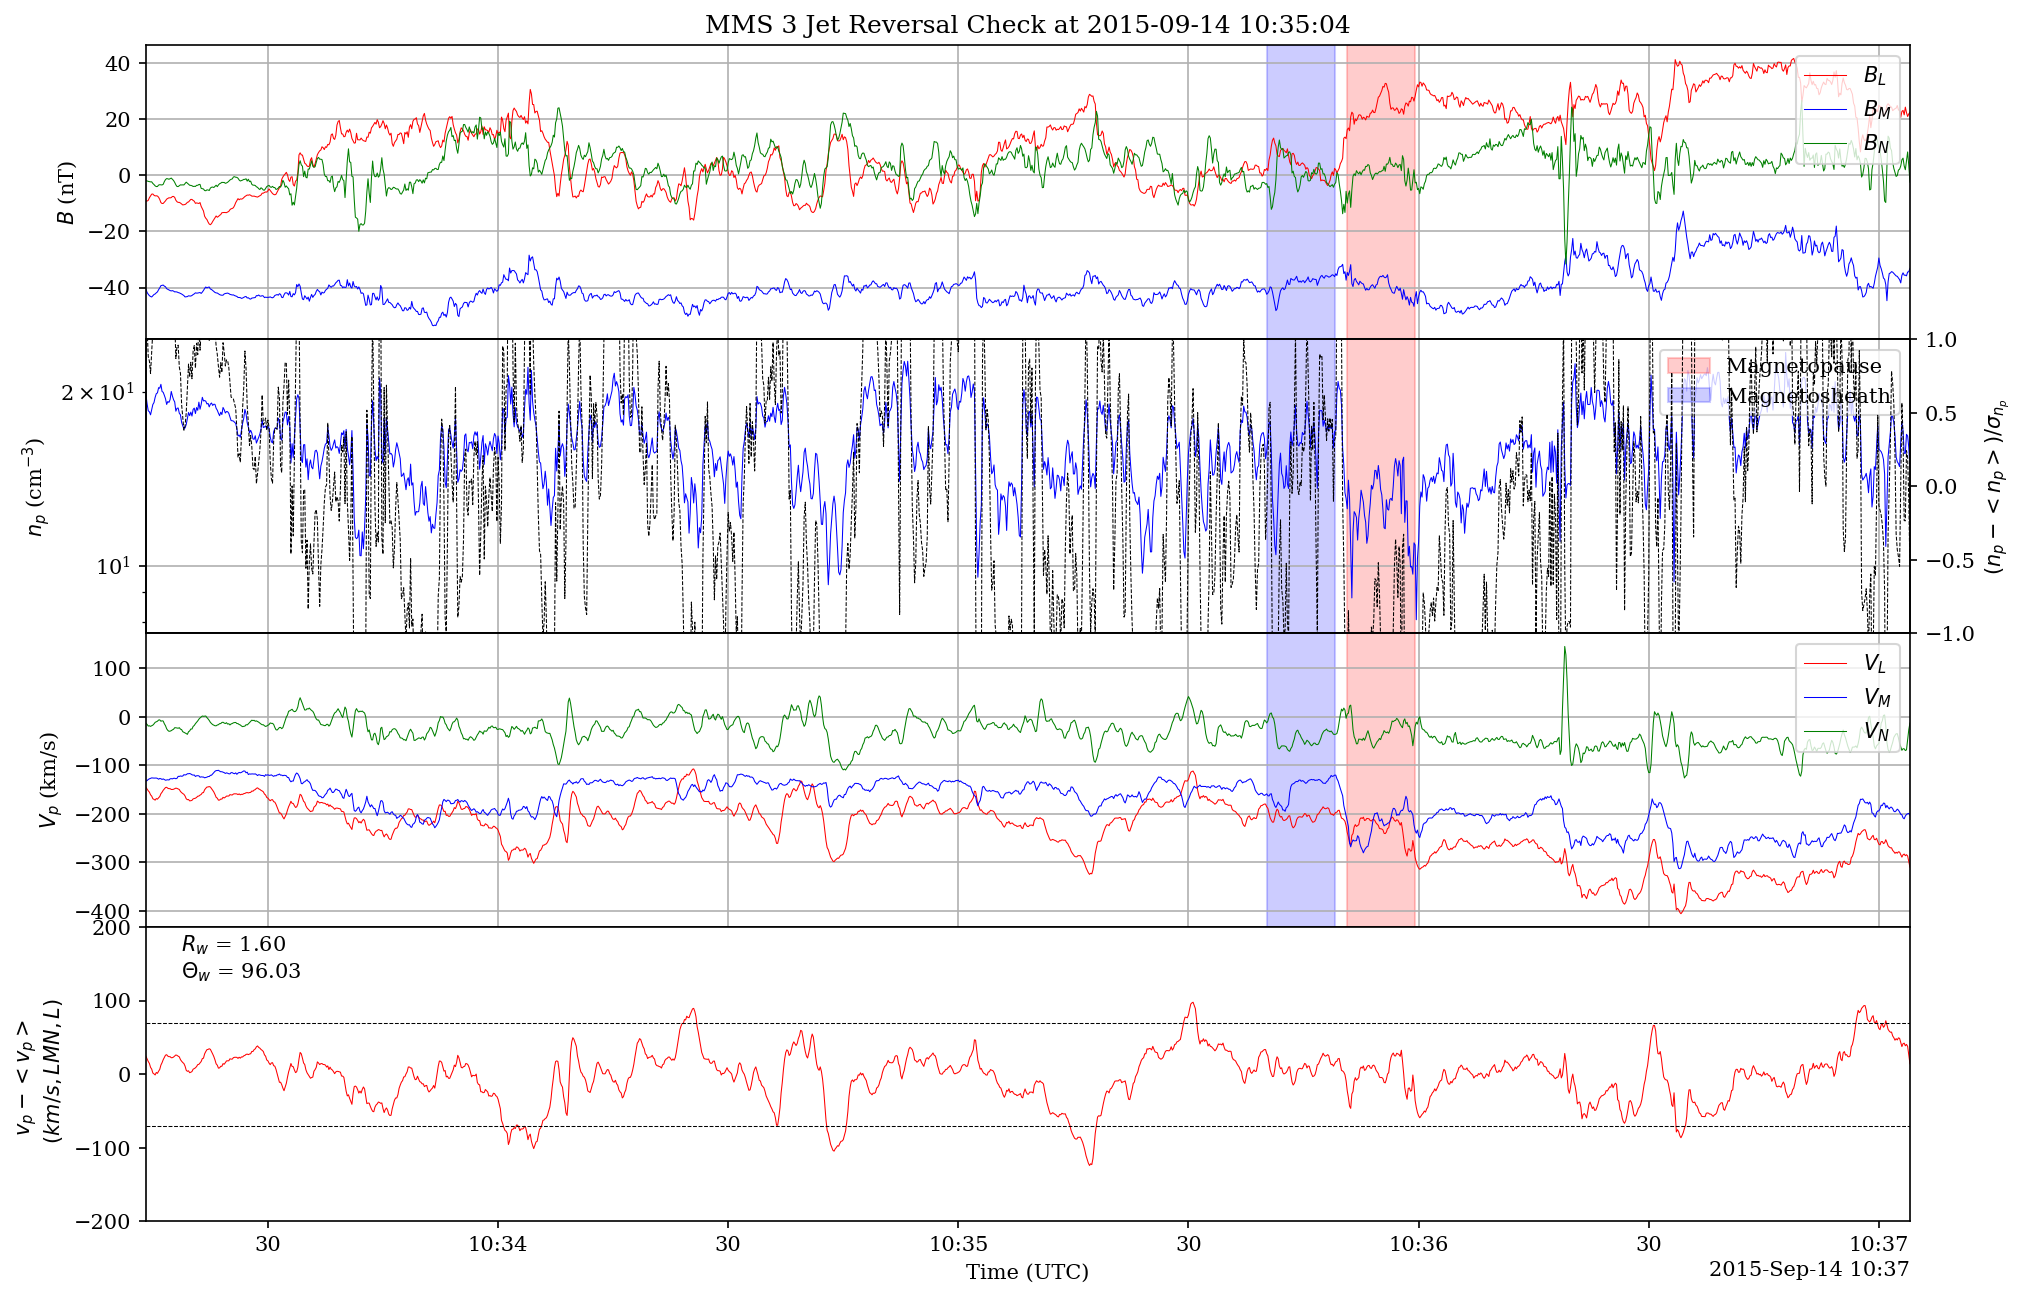 MMS 3 Jet Reversal Check at 2015-09-14 10:35:04
40
20
0
−20
−40
B (nT)
B_L
B_M
B_N
2 × 10^1
10^1
n_p (cm^−3)
1.0
0.5
0.0
−0.5
−1.0
(n_p − < n_p >)/σ_{n_p}
Magnetopause
Magnetosheath
100
0
−100
−200
−300
−400
V_p (km/s)
V_L
V_M
V_N
200
100
0
−100
−200
v_p − < v_p >
(km/s, LMN, L)
R_w = 1.60
Θ_w = 96.03
30 10:34 30 10:35 30 10:36 30 10:37
Time (UTC)
2015-Sep-14 10:37